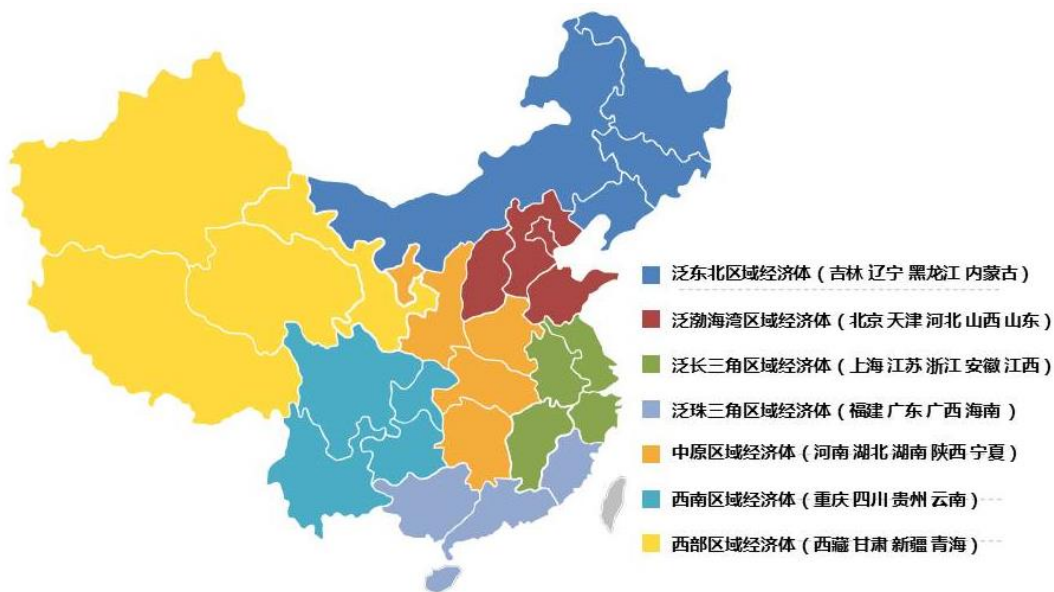 泛东北区域经济体（吉林 辽宁 黑龙江 内蒙古）
泛渤海湾区域经济体（北京 天津 河北 山西 山东）
泛长三角区域经济体（上海 江苏 浙江 安徽 江西）
泛珠三角区域经济体（福建 广东 广西 海南 ）
中原区域经济体（河南 湖北 湖南 陕西 宁夏）
西南区域经济体（重庆 四川 贵州 云南）
西部区域经济体（西藏 甘肃 新疆 青海）